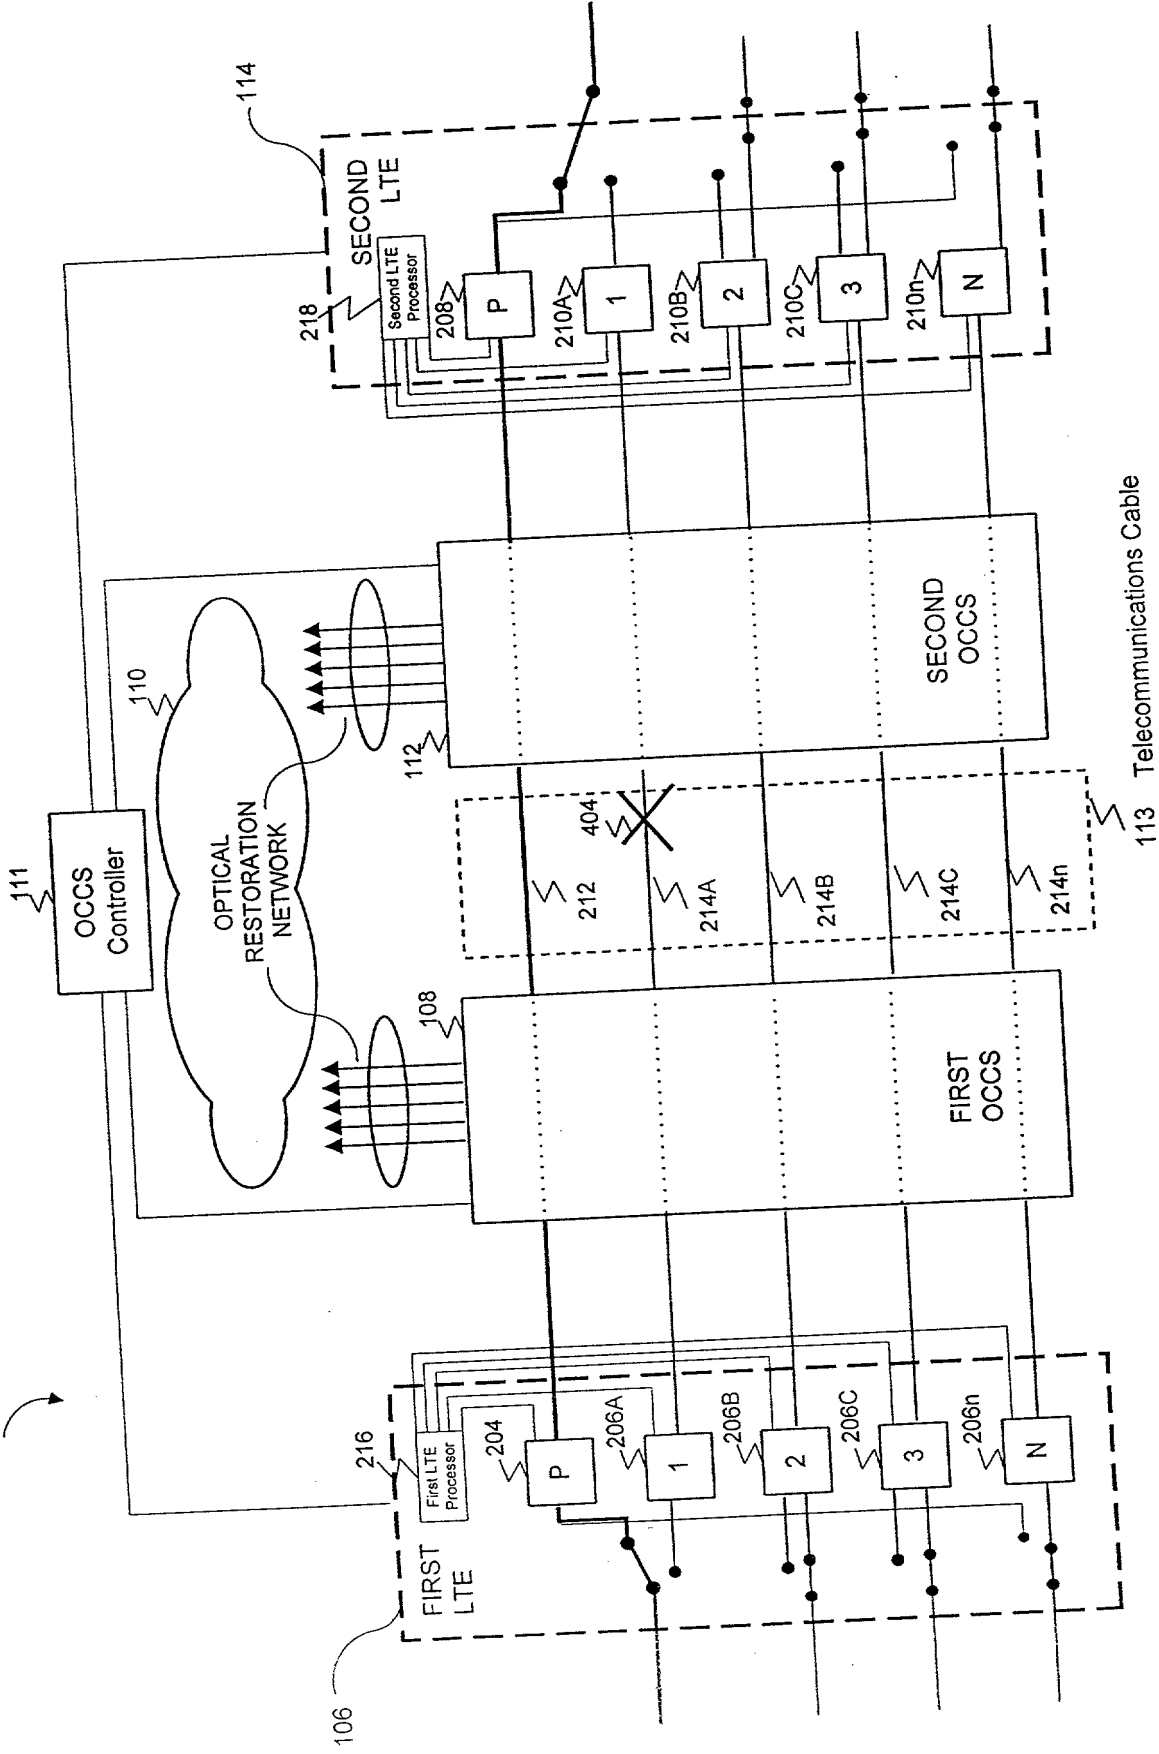 111
OCCS
Controller
110
OPTICAL
RESTORATION
NETWORK
106
FIRST
LTE
216
First LTE
Processor
204
P
206A
1
206B
2
206C
3
206n
N
108
FIRST
OCCS
212
404
214A
214B
214C
214n
113 Telecommunications Cable
112
SECOND
OCCS
114
SECOND
LTE
218
Second LTE
Processor
208
P
210A
1
210B
2
210C
3
210n
N